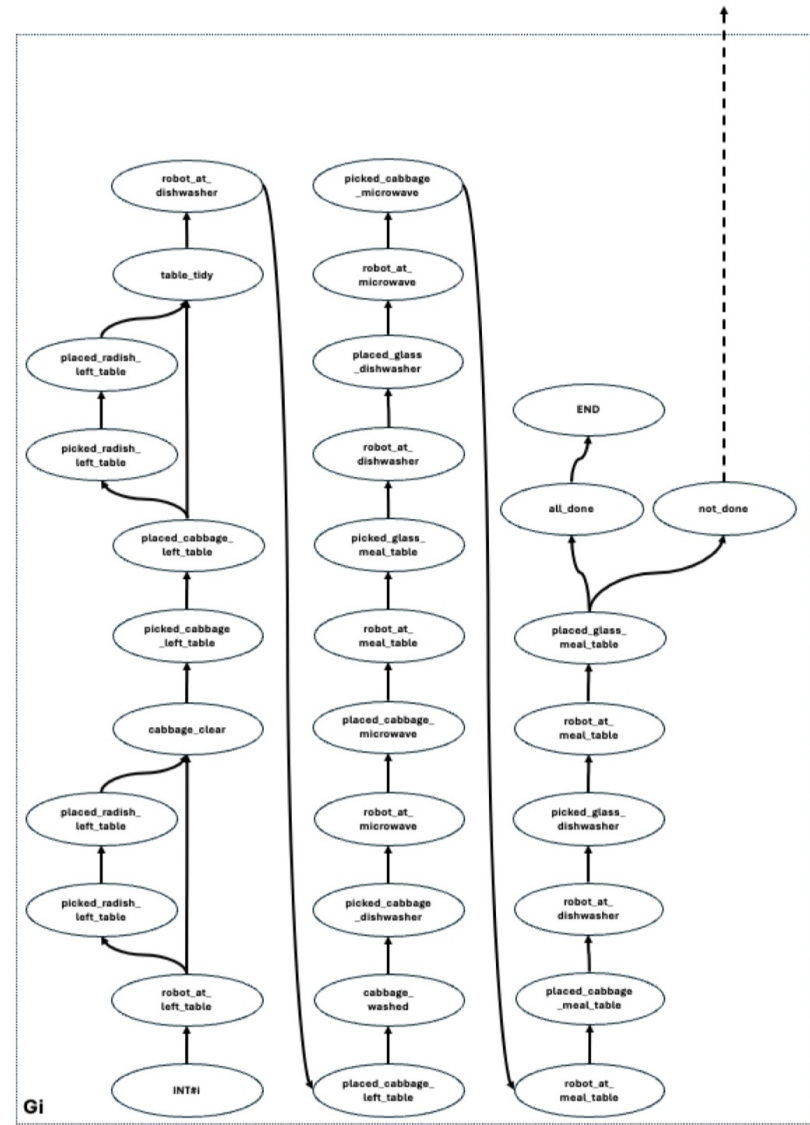 robot_at_
dishwasher
table_tidy
placed_radish_
left_table
picked_radish_
left_table
placed_cabbage_
left_table
picked_cabbage
_left_table
cabbage_clear
placed_radish_
left_table
picked_radish_
left_table
robot_at_
left_table
INT#i
Gi
picked_cabbage
_microwave
robot_at_
microwave
placed_glass
_dishwasher
robot_at_
dishwasher
picked_glass_
meal_table
robot_at_
meal_table
placed_cabbage_
microwave
robot_at_
microwave
picked_cabbage
_dishwasher
cabbage_
washed
placed_cabbage_
left_table
END
all_done
not_done
placed_glass_
meal_table
robot_at_
meal_table
picked_glass_
dishwasher
robot_at_
dishwasher
placed_cabbage
_meal_table
robot_at_
meal_table